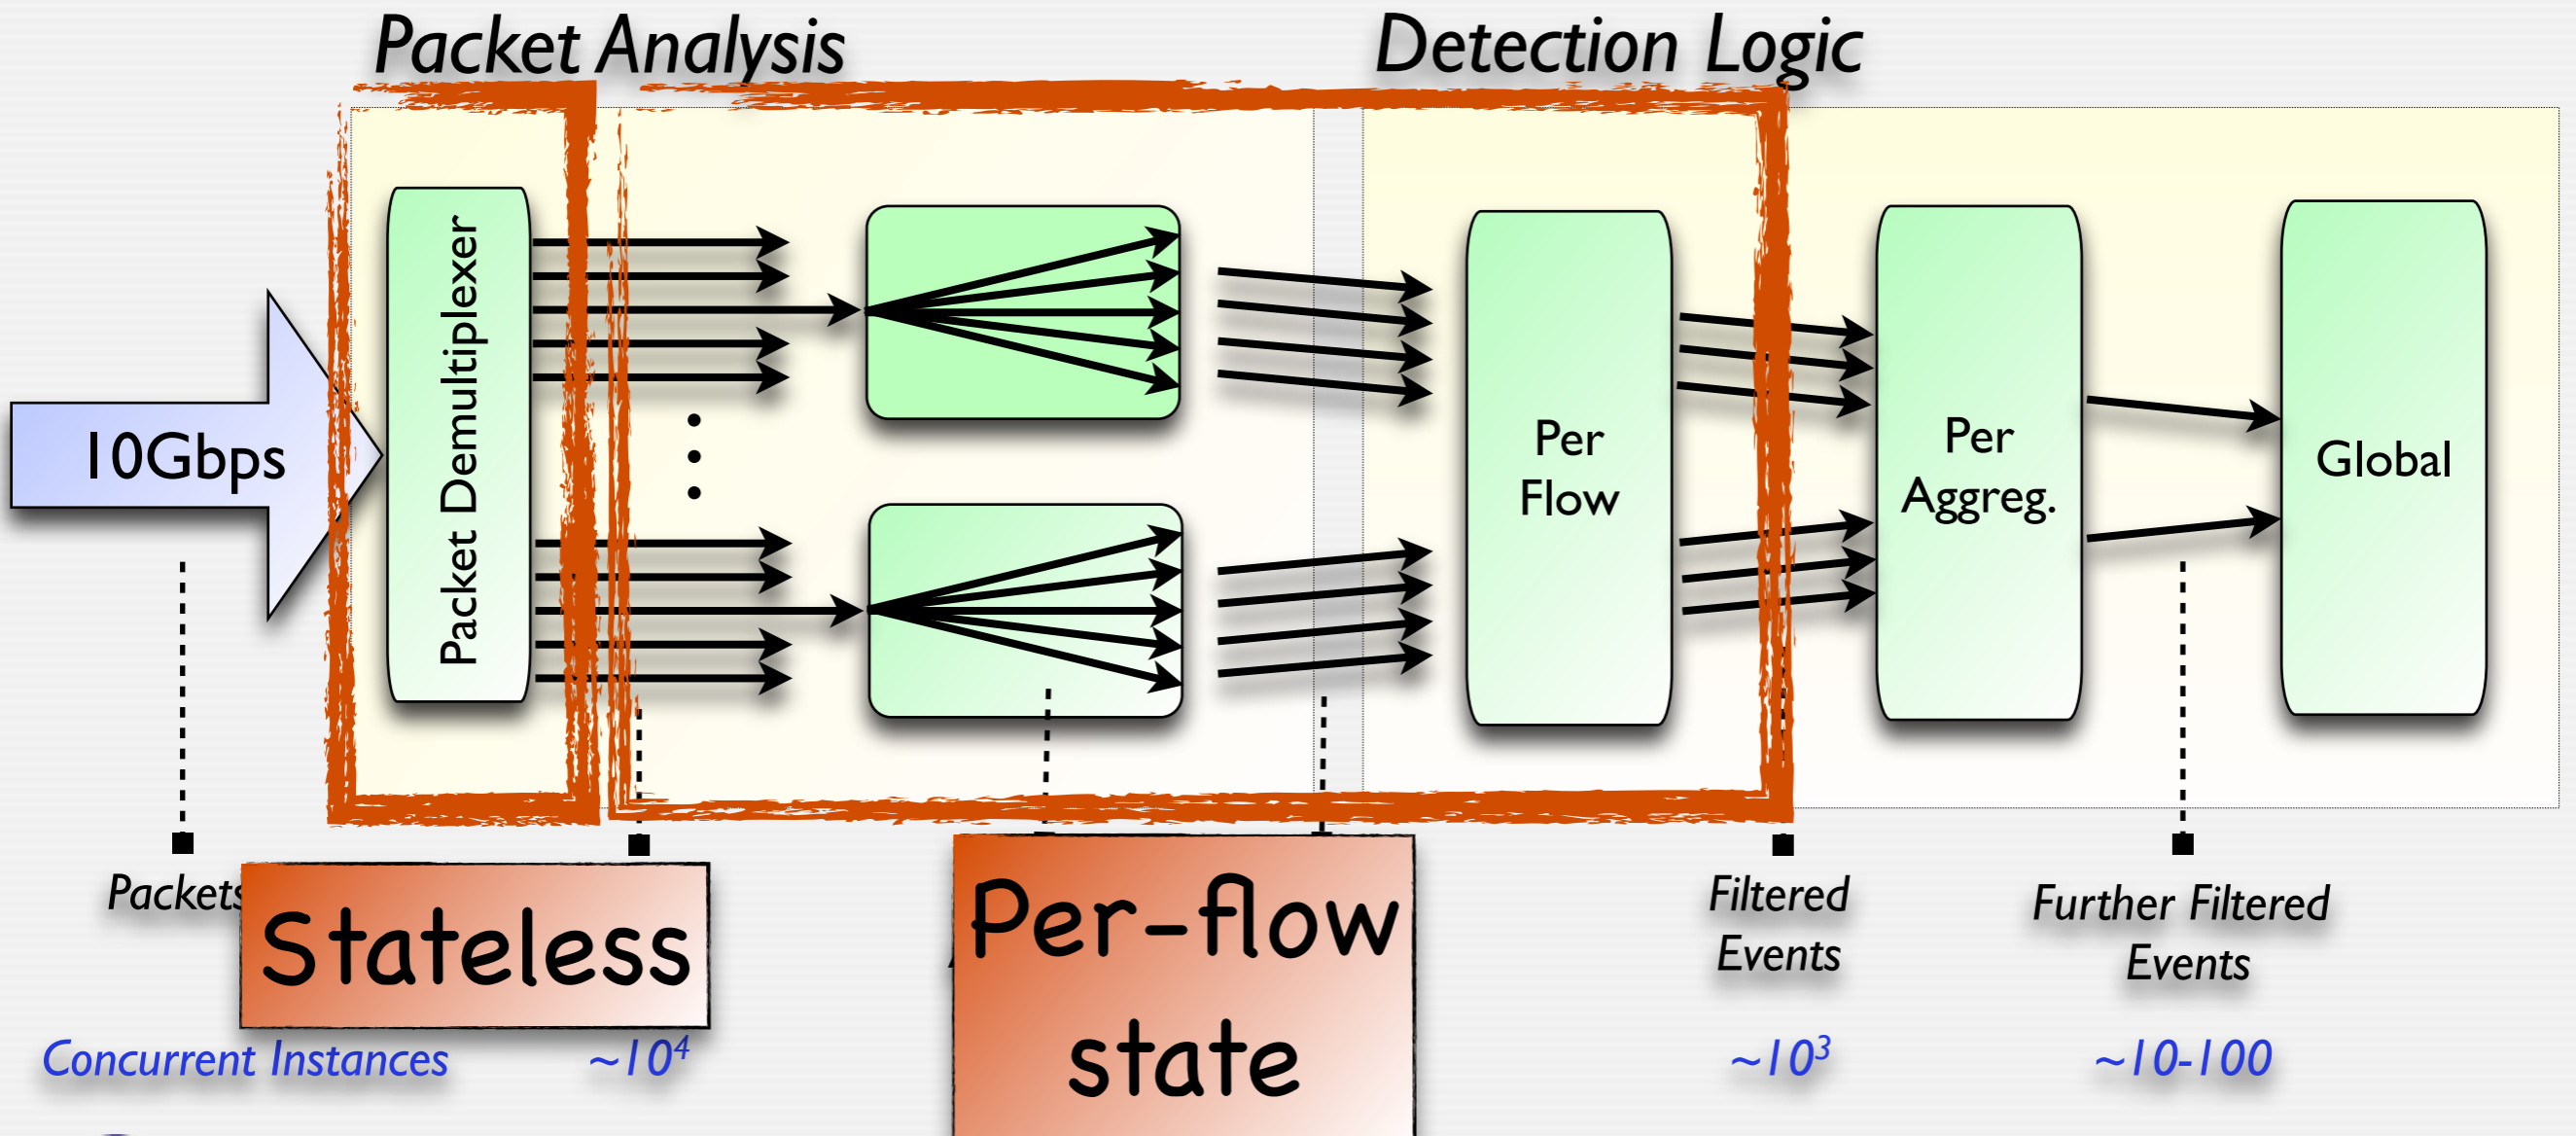 Packet Analysis
Detection Logic
10Gbps
Packet Demultiplexer
Per
Flow
Per
Aggreg.
Global
Packets
Stateless
Per-flow
state
Filtered
Events
Further Filtered
Events
Concurrent Instances
~10⁴
~10³
~10-100